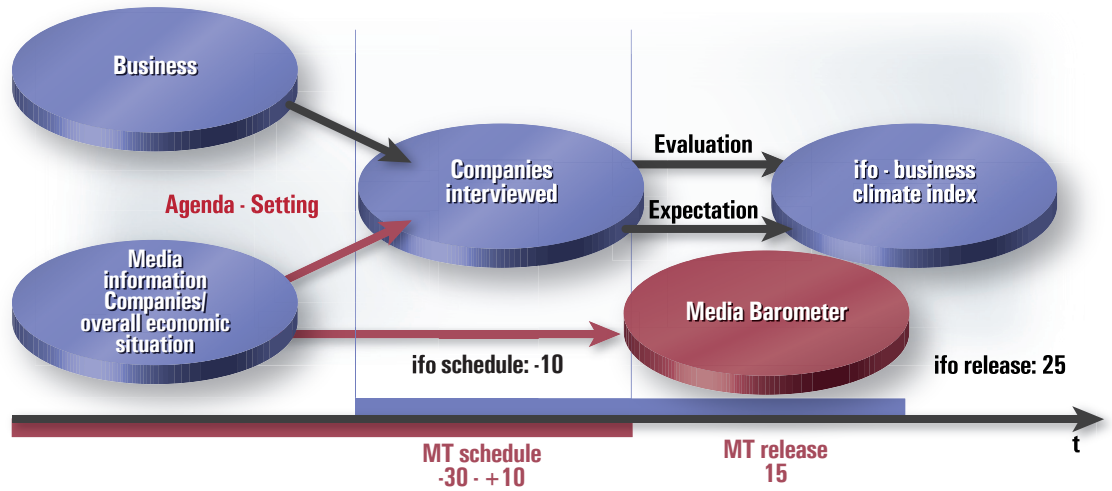 Business
Agenda - Setting
Media
information
Companies/
overall economic
situation
Companies
interviewed
Evaluation
Expectation
ifo - business
climate index
Media Barometer
ifo schedule: -10
ifo release: 25
t
MT schedule
-30 - +10
MT release
15